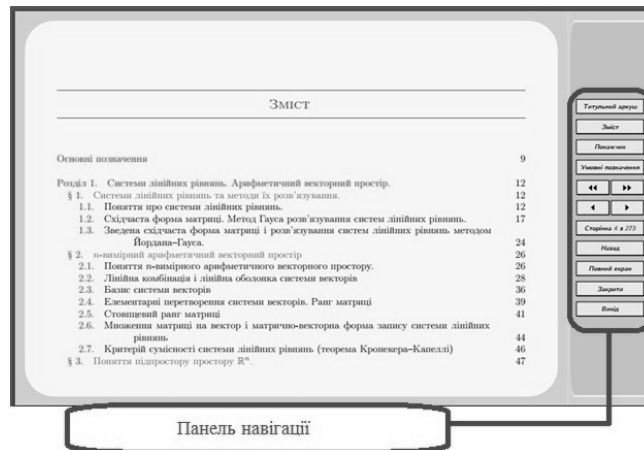 Зміст
Основні позначення 9
Розділ 1. Системи лінійних рівнянь. Арифметичний векторний простір. 12
§ 1. Системи лінійних рівнянь та методи їх розв'язування. 12
1.1. Поняття про системи лінійних рівнянь. 12
1.2. Східчаста форма матриці. Метод Гауса розв'язування систем лінійних рівнянь. 17
1.3. Зведена східчаста форма матриці і розв'язування систем лінійних рівнянь методом
Йордана–Гауса. 24
§ 2. n-вимірний арифметичний векторний простір 26
2.1. Поняття n-вимірного арифметичного векторного простору. 26
2.2. Лінійна комбінація і лінійна оболонка системи векторів 28
2.3. Базис системи векторів 36
2.4. Елементарні перетворення системи векторів. Ранг матриці 39
2.5. Стовпцевий ранг матриці 41
2.6. Множення матриці на вектор і матрично-векторна форма запису системи лінійних
рівнянь 44
2.7. Критерій сумісності системи лінійних рівнянь (теорема Кронекера–Капеллі) 46
§ 3. Поняття підпростору простору ℝⁿ. 47
Титульний аркуш
Зміст
Покажчик
Умовні позначення
Сторінка 4 з 273
Назад
Повний екран
Закрити
Вихід
Панель навігації